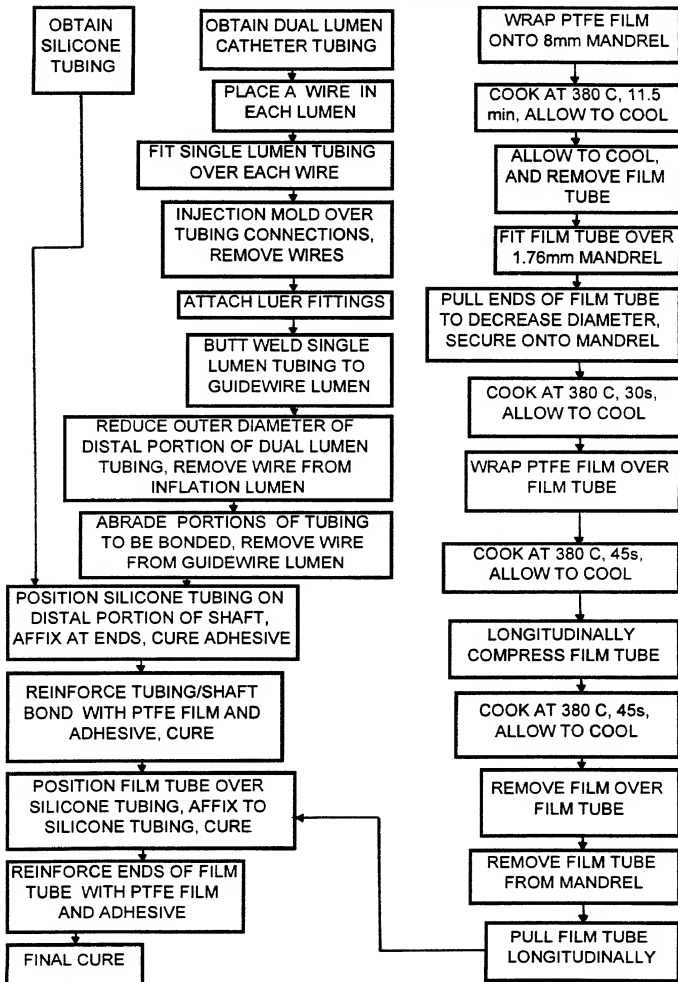 OBTAIN
SILICONE
TUBING
OBTAIN DUAL LUMEN
CATHETER TUBING
PLACE A WIRE IN
EACH LUMEN
FIT SINGLE LUMEN TUBING
OVER EACH WIRE
INJECTION MOLD OVER
TUBING CONNECTIONS,
REMOVE WIRES
ATTACH LUER FITTINGS
BUTT WELD SINGLE
LUMEN TUBING TO
GUIDEWIRE LUMEN
REDUCE OUTER DIAMETER OF
DISTAL PORTION OF DUAL LUMEN
TUBING, REMOVE WIRE FROM
INFLATION LUMEN
ABRADE PORTIONS OF TUBING
TO BE BONDED, REMOVE WIRE
FROM GUIDEWIRE LUMEN
POSITION SILICONE TUBING ON
DISTAL PORTION OF SHAFT,
AFFIX AT ENDS, CURE ADHESIVE
REINFORCE TUBING/SHAFT
BOND WITH PTFE FILM AND
ADHESIVE, CURE
POSITION FILM TUBE OVER
SILICONE TUBING, AFFIX TO
SILICONE TUBING, CURE
REINFORCE ENDS OF FILM
TUBE WITH PTFE FILM
AND ADHESIVE
FINAL CURE
WRAP PTFE FILM
ONTO 8mm MANDREL
COOK AT 380 C, 11.5
min, ALLOW TO COOL
ALLOW TO COOL,
AND REMOVE FILM
TUBE
FIT FILM TUBE OVER
1.76mm MANDREL
PULL ENDS OF FILM TUBE
TO DECREASE DIAMETER,
SECURE ONTO MANDREL
COOK AT 380 C, 30s,
ALLOW TO COOL
WRAP PTFE FILM OVER
FILM TUBE
COOK AT 380 C, 45s,
ALLOW TO COOL
LONGITUDINALLY
COMPRESS FILM TUBE
COOK AT 380 C, 45s,
ALLOW TO COOL
REMOVE FILM OVER
FILM TUBE
REMOVE FILM TUBE
FROM MANDREL
PULL FILM TUBE
LONGITUDINALLY